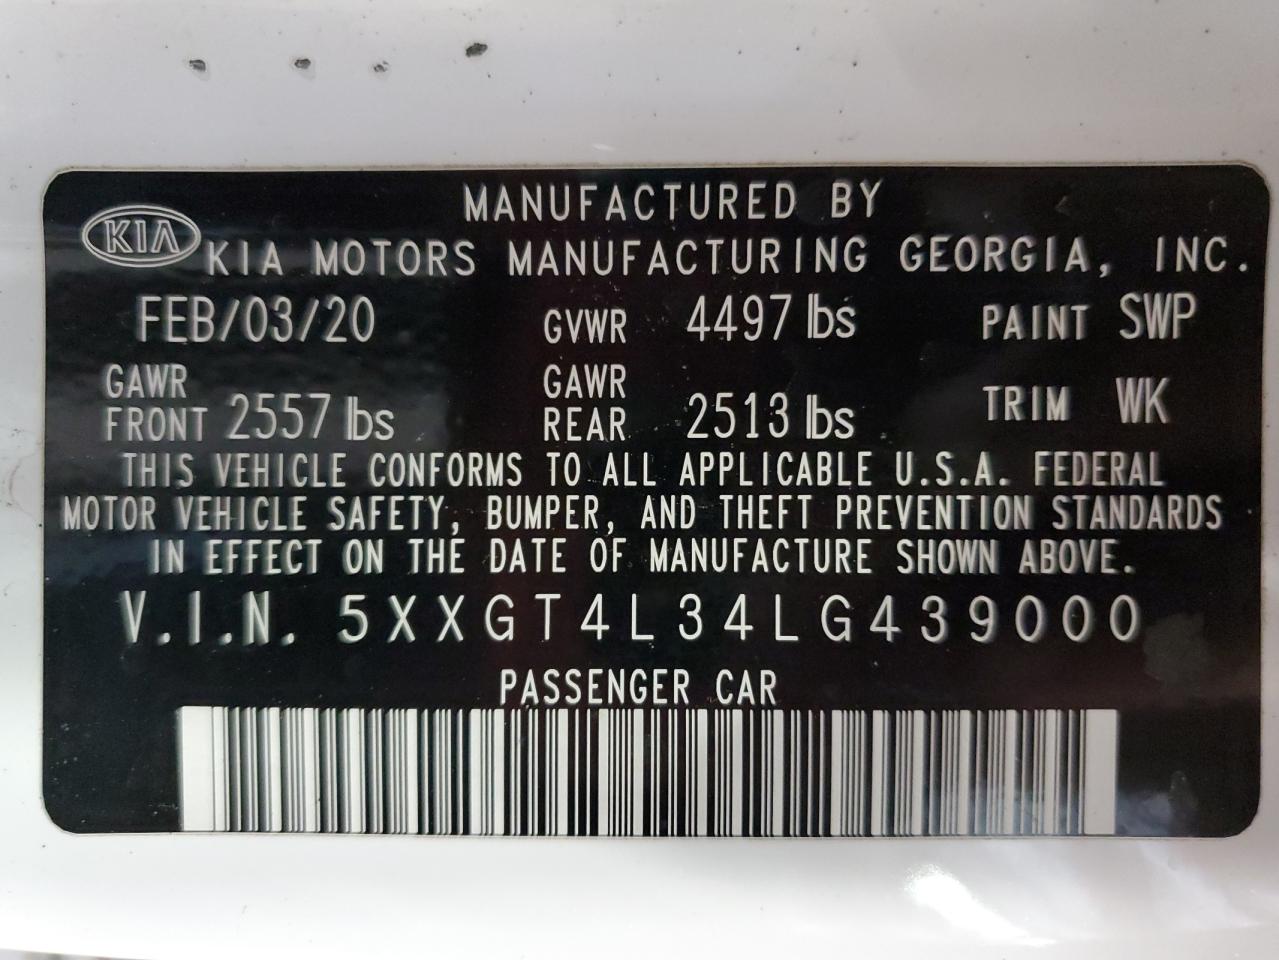 MANUFACTURED BY
KIA
KIA MOTORS MANUFACTURING GEORGIA, INC.
FEB/03/20 GVWR 4497 lbs PAINT SWP
GAWR FRONT 2557 lbs GAWR REAR 2513 lbs TRIM WK
THIS VEHICLE CONFORMS TO ALL APPLICABLE U.S.A. FEDERAL
MOTOR VEHICLE SAFETY, BUMPER, AND THEFT PREVENTION STANDARDS
IN EFFECT ON THE DATE OF MANUFACTURE SHOWN ABOVE.
V.I.N. 5XXGT4L34LG439000
PASSENGER CAR